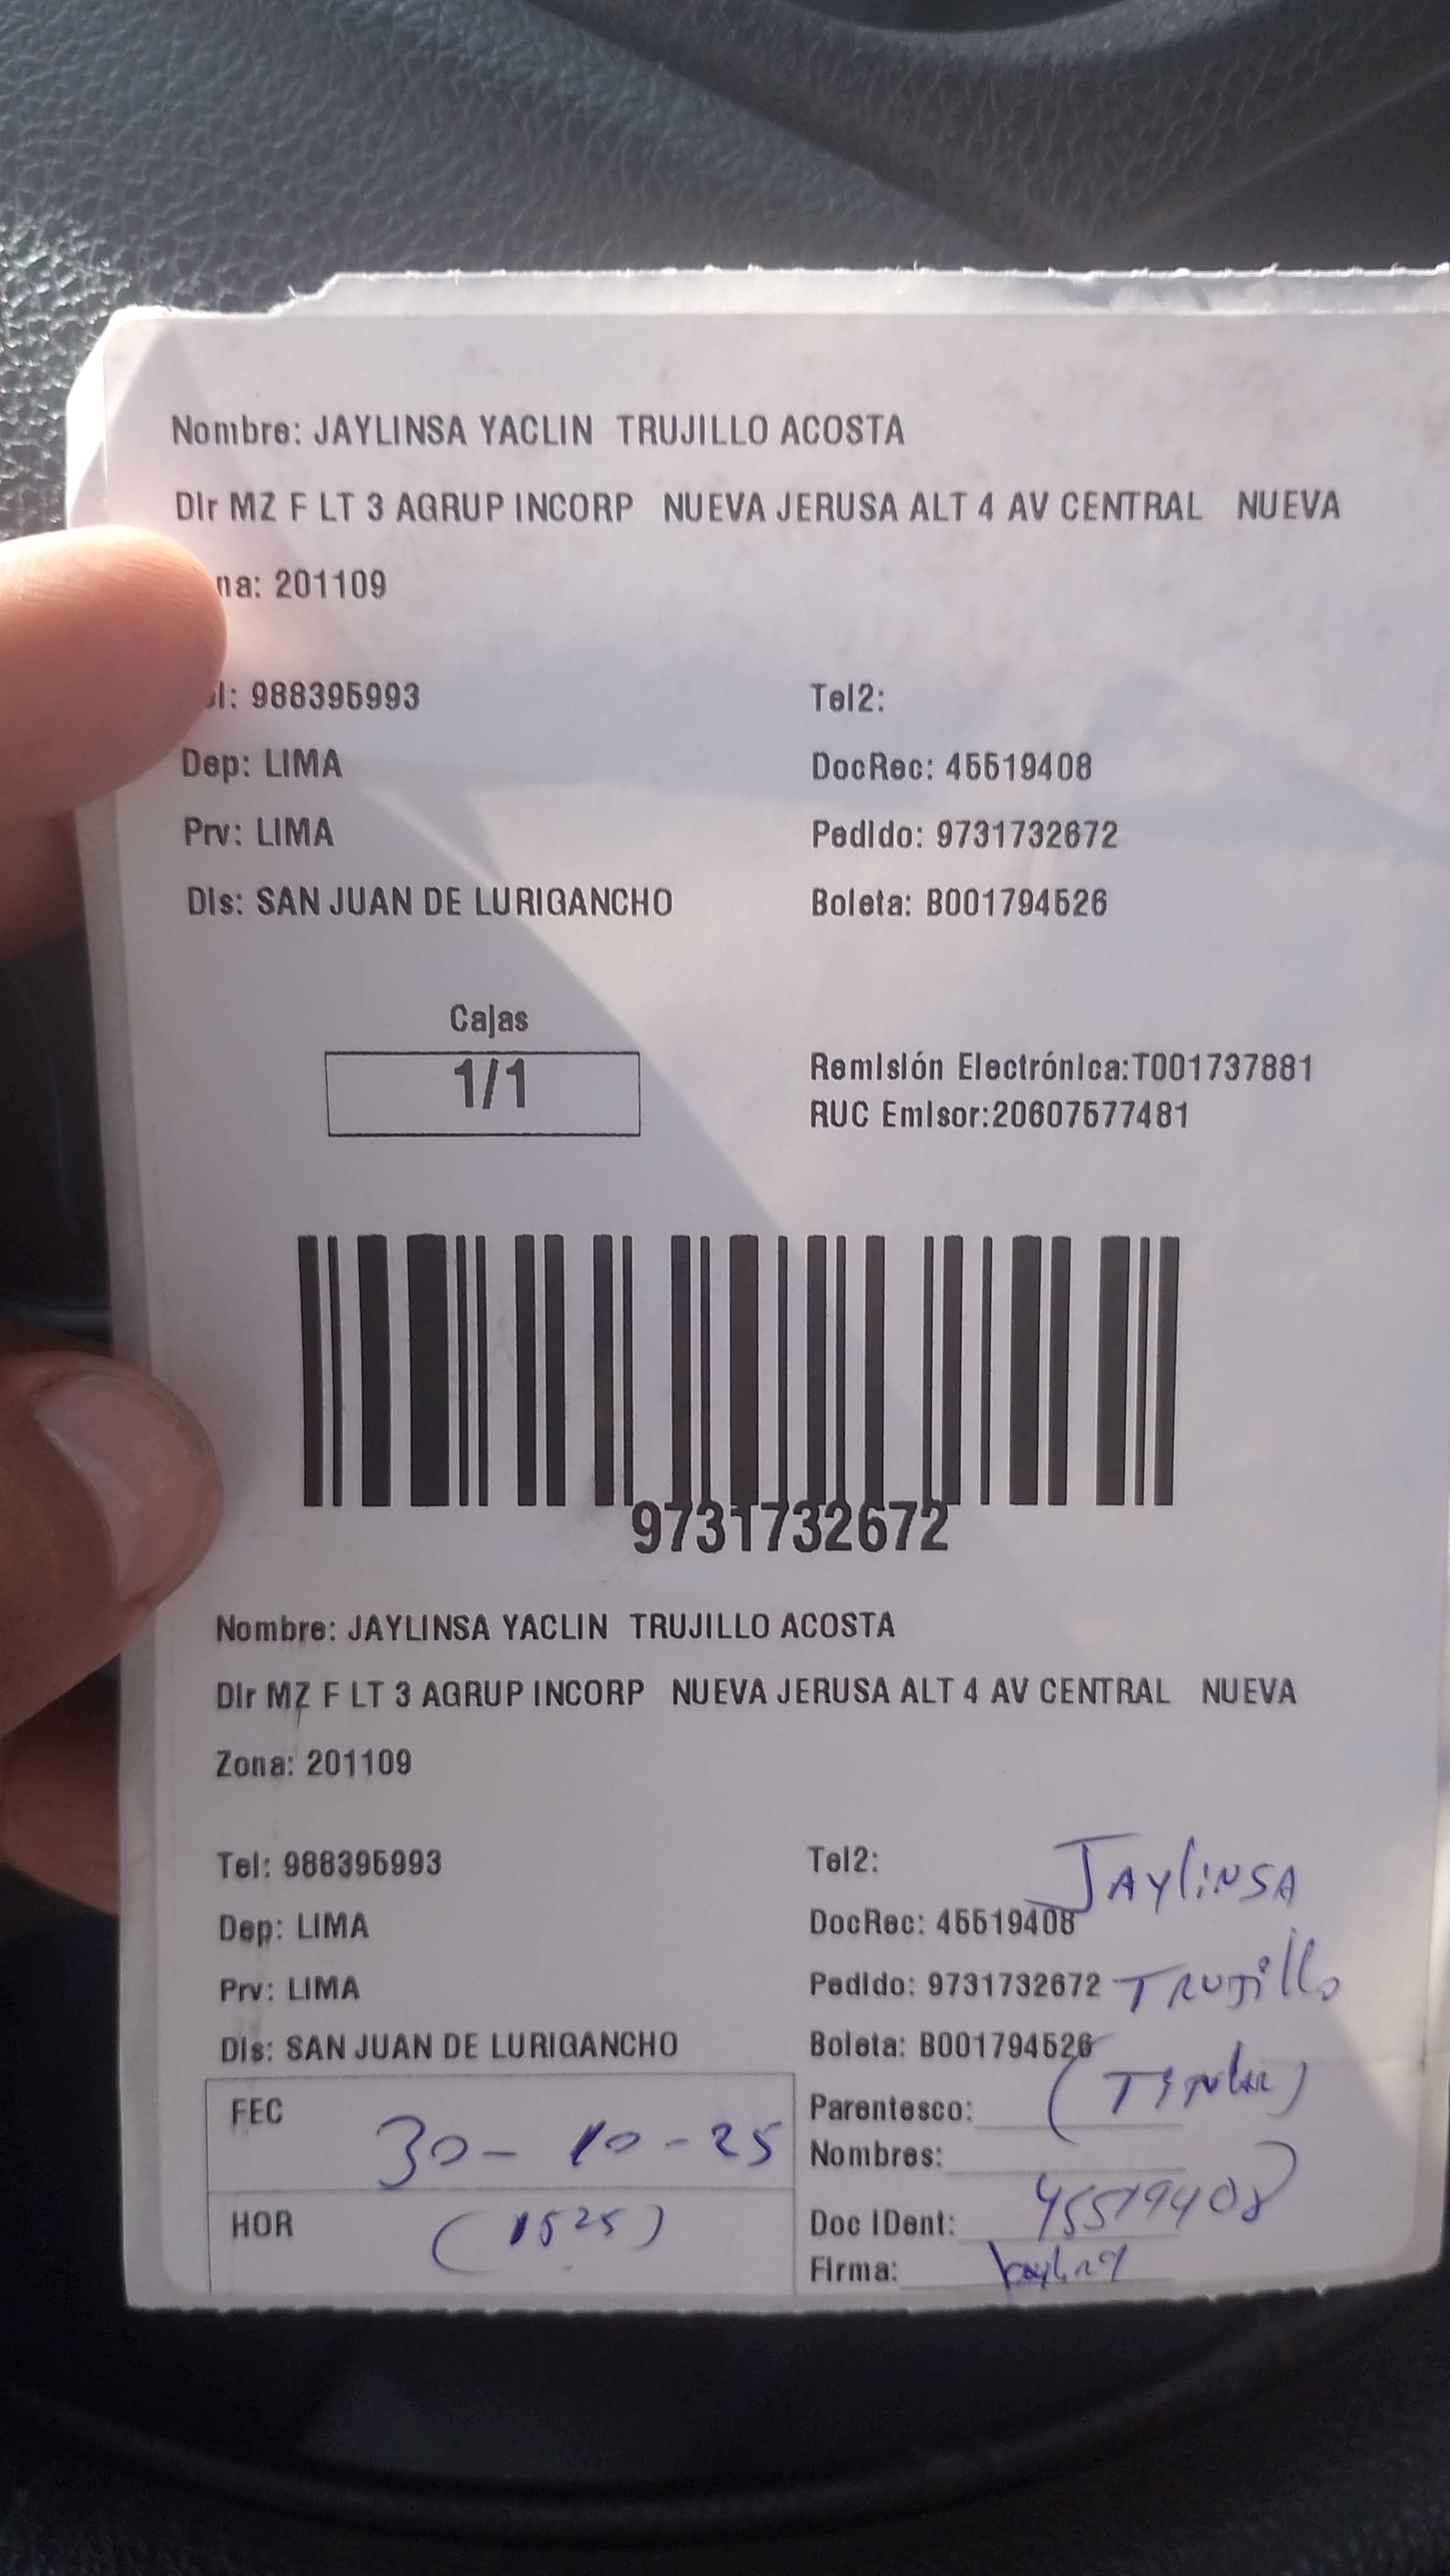 Nombre: JAYLINSA YACLIN TRUJILLO ACOSTA
Dir MZ F LT 3 AGRUP INCORP NUEVA JERUSA ALT 4 AV CENTRAL NUEVA
na: 201109
l: 988395993
Tel2:
Dep: LIMA
DocRec: 45519408
Prv: LIMA
Pedido: 9731732672
Dis: SAN JUAN DE LURIGANCHO
Boleta: B001794526
Cajas
1/1
Remisión Electrónica:T001737881
RUC Emisor:20607577481
9731732672
Nombre: JAYLINSA YACLIN TRUJILLO ACOSTA
Dir MZ F LT 3 AGRUP INCORP NUEVA JERUSA ALT 4 AV CENTRAL NUEVA
Zona: 201109
Tel: 988395993
Tel2:
JAYLINSA
Dep: LIMA
DocRec: 45519408
Prv: LIMA
Pedido: 9731732672
TRUJillo
Dis: SAN JUAN DE LURIGANCHO
Boleta: B001794526
FEC
30-10-25
Parentesco: (Titular)
Nombres:
HOR
(1525)
Doc IDent: 45519408
Firma: